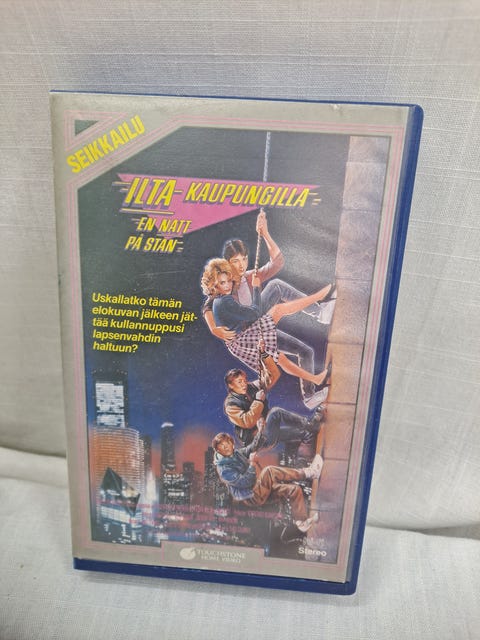 SEIKKAILU
ILTA KAUPUNGILLA
EN NATT
PÅ STAN
Uskallatko tämän
elokuvan jälkeen jät-
tää kullannuppusi
lapsenvahdin
haltuun?
TOUCHSTONE
HOME VIDEO
Stereo